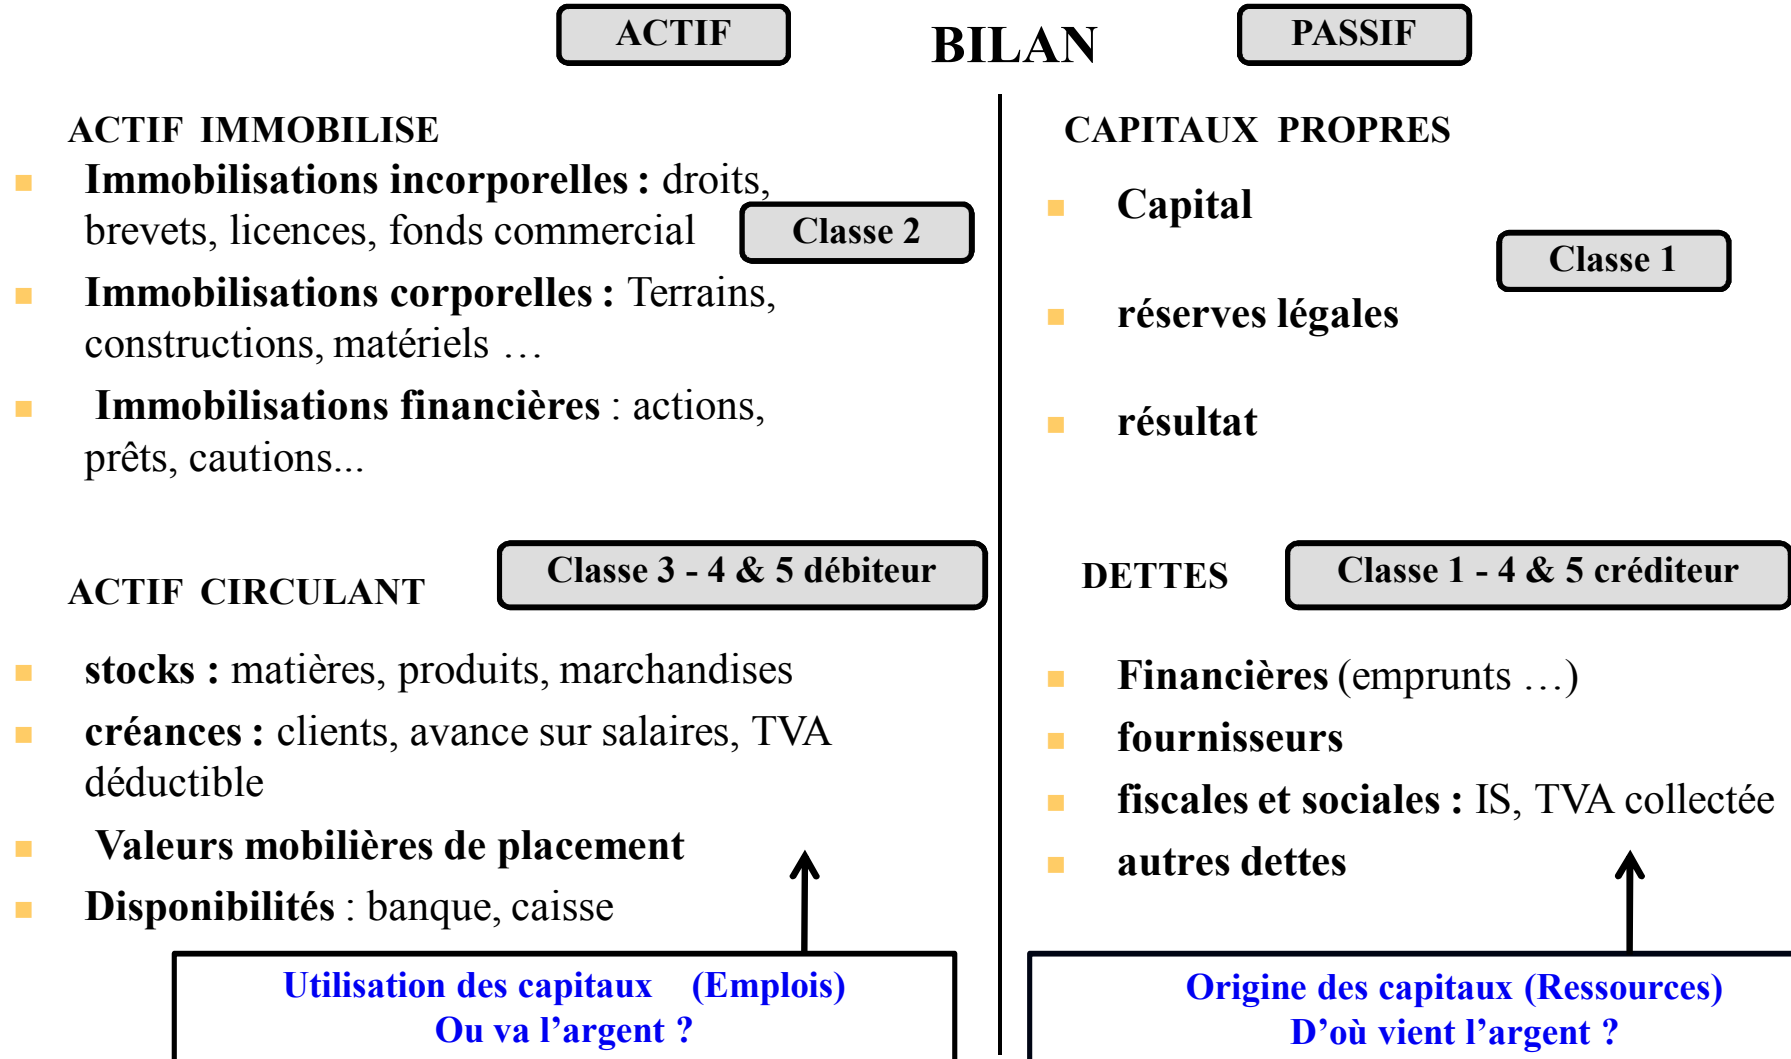 ACTIF
BILAN
PASSIF
ACTIF IMMOBILISE
Immobilisations incorporelles : droits,
brevets, licences, fonds commercial
Classe 2
Immobilisations corporelles : Terrains,
constructions, matériels …
Immobilisations financières : actions,
prêts, cautions...
ACTIF CIRCULANT
Classe 3 - 4 & 5 débiteur
stocks : matières, produits, marchandises
créances : clients, avance sur salaires, TVA
déductible
Valeurs mobilières de placement
Disponibilités : banque, caisse
Utilisation des capitaux (Emplois)
Ou va l’argent ?
CAPITAUX PROPRES
Capital
Classe 1
réserves légales
résultat
DETTES
Classe 1 - 4 & 5 créditeur
Financières (emprunts …)
fournisseurs
fiscales et sociales : IS, TVA collectée
autres dettes
Origine des capitaux (Ressources)
D’où vient l’argent ?